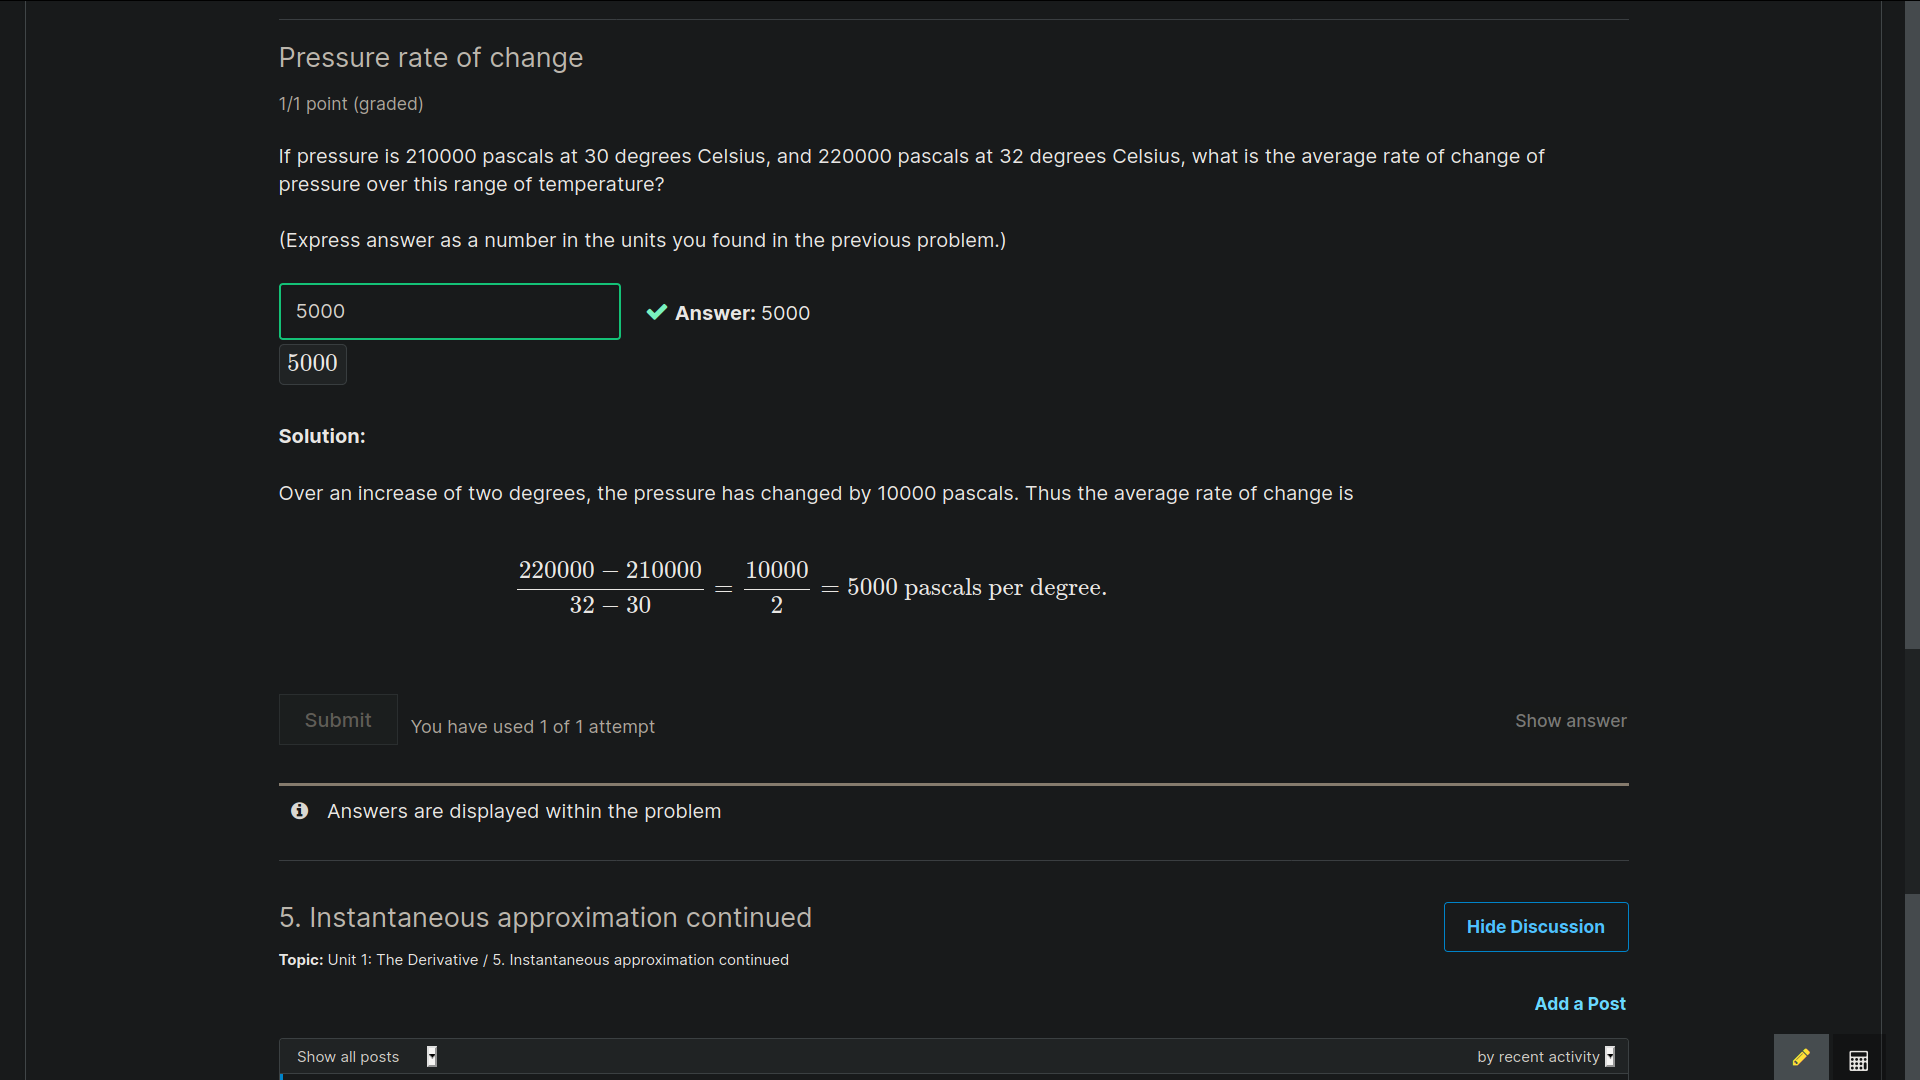 Pressure rate of change
1/1 point (graded)
If pressure is 210000 pascals at 30 degrees Celsius, and 220000 pascals at 32 degrees Celsius, what is the average rate of change of
pressure over this range of temperature?
(Express answer as a number in the units you found in the previous problem.)
5000
Answer: 5000
5000
Solution:
Over an increase of two degrees, the pressure has changed by 10000 pascals. Thus the average rate of change is
220000 − 210000 / 32 − 30 = 10000 / 2 = 5000 pascals per degree.
Submit
You have used 1 of 1 attempt
Show answer
Answers are displayed within the problem
5. Instantaneous approximation continued
Hide Discussion
Topic: Unit 1: The Derivative / 5. Instantaneous approximation continued
Add a Post
Show all posts
by recent activity